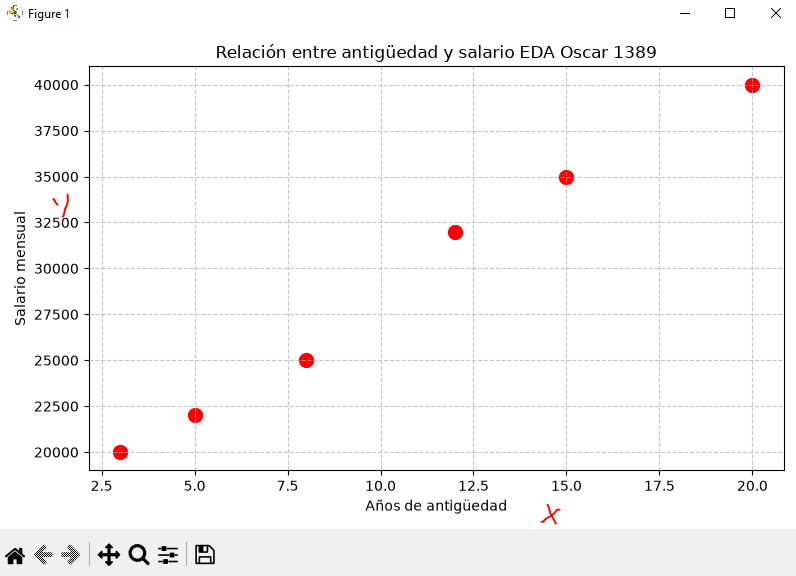 Figure 1
Relación entre antigüedad y salario EDA Oscar 1389
40000
37500
35000
Y
32500
30000
27500
25000
22500
20000
Salario mensual
2.5 5.0 7.5 10.0 12.5 15.0 17.5 20.0
Años de antigüedad
X